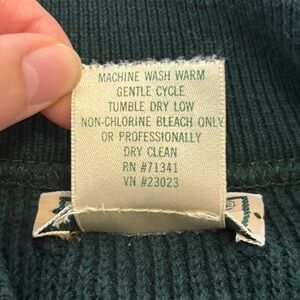 MACHINE WASH WARM
GENTLE CYCLE
TUMBLE DRY LOW
NON-CHLORINE BLEACH ONLY
OR PROFESSIONALLY
DRY CLEAN
RN #71341
VN #23023